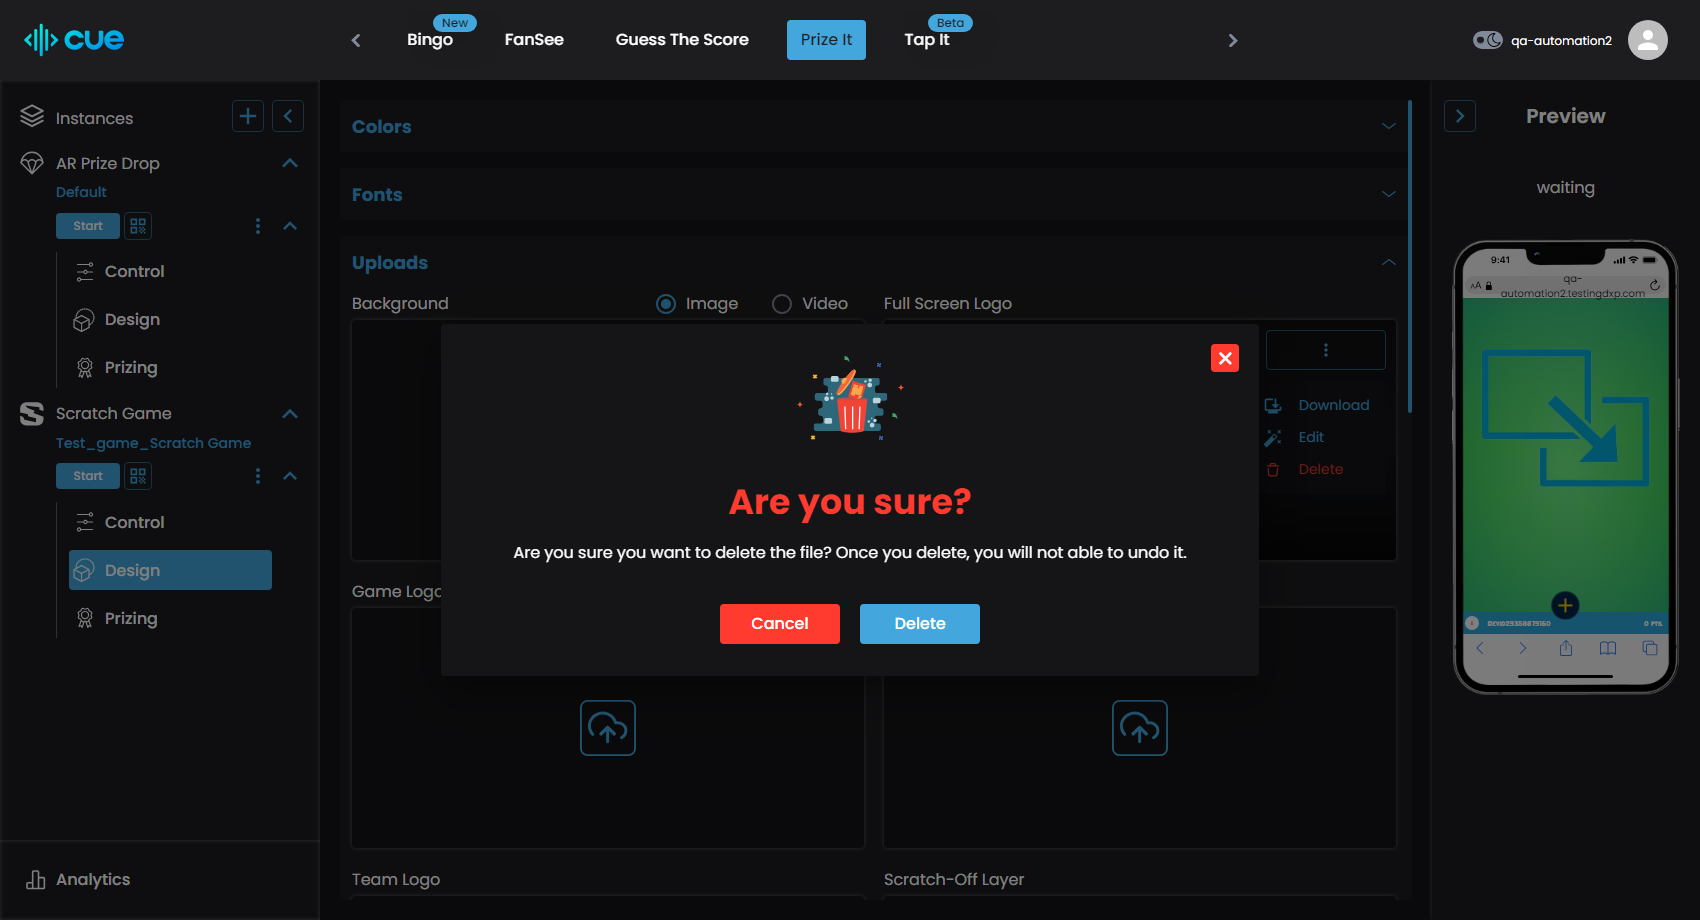 cue
New
Bingo
FanSee
Guess The Score
Prize It
Beta
Tap It
qa-automation2
Instances
AR Prize Drop
Default
Start
Control
Design
Prizing
Scratch Game
Test_game_Scratch Game
Start
Control
Design
Prizing
Analytics
Colors
Fonts
Uploads
Background
Image
Video
Full Screen Logo
Download
Edit
Delete
Are you sure?
Are you sure you want to delete the file? Once you delete, you will not able to undo it.
Cancel
Delete
Game Logo
Team Logo
Scratch-Off Layer
Preview
waiting
9:41
AA
qa-
automation2.testingdxp.com
0 PTS.